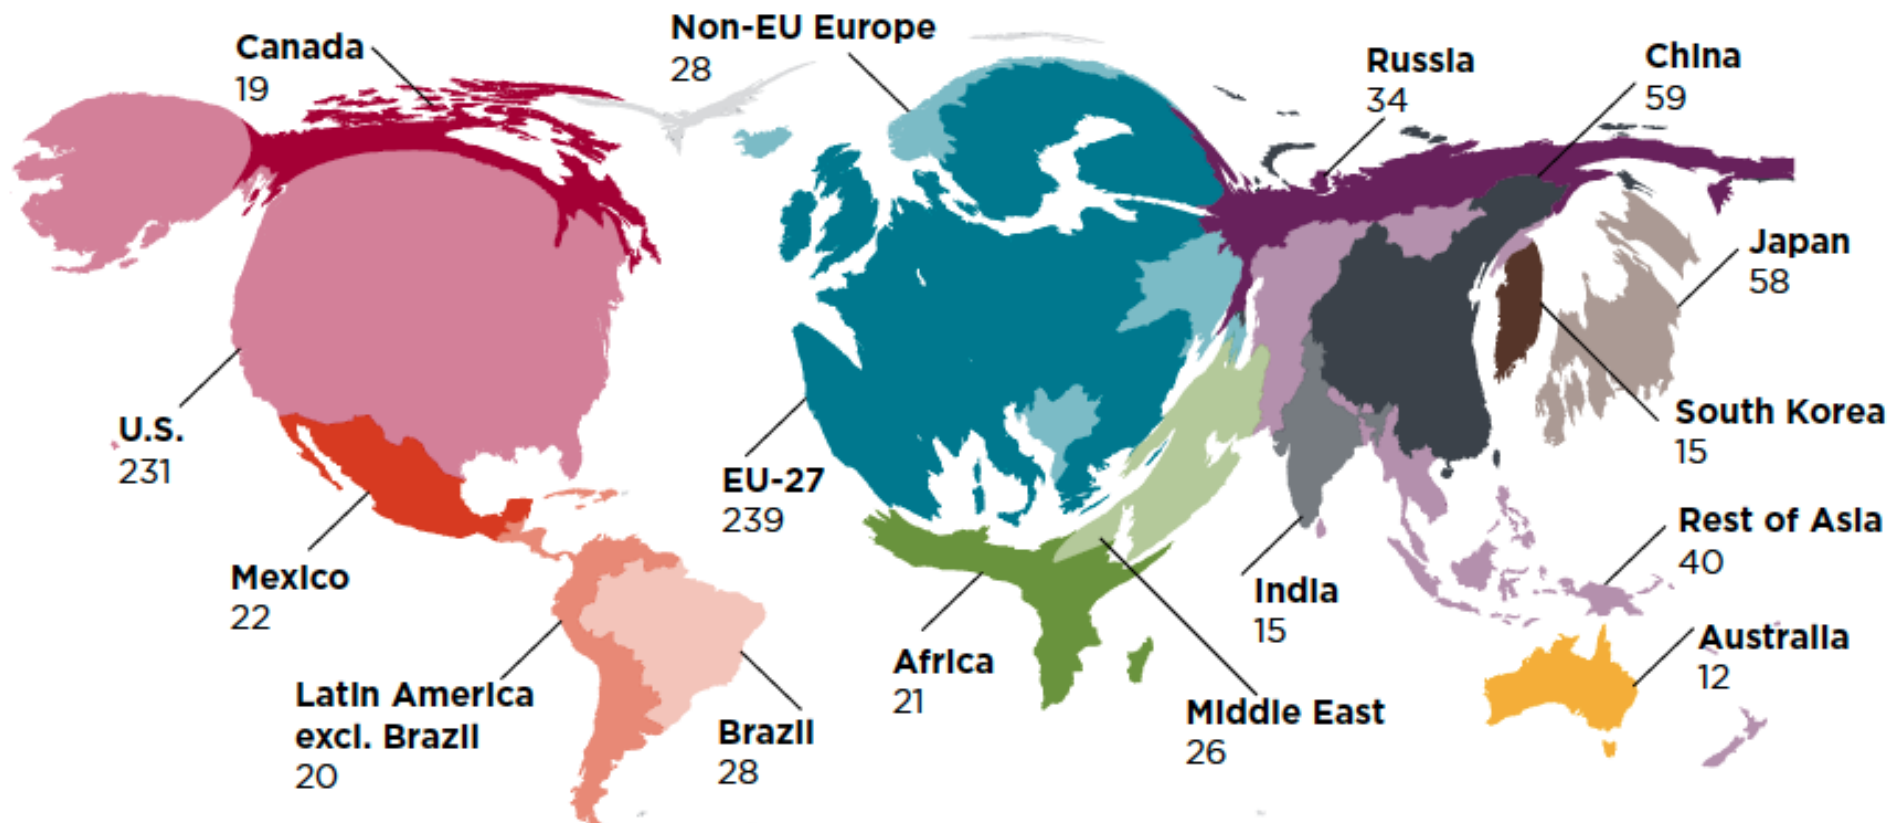 Canada
19
Non-EU Europe
28
Russia
34
China
59
Japan
58
U.S.
231
South Korea
15
EU-27
239
Rest of Asia
40
Mexico
22
India
15
Australia
12
Africa
21
Latin America
excl. Brazil
20
Middle East
26
Brazil
28